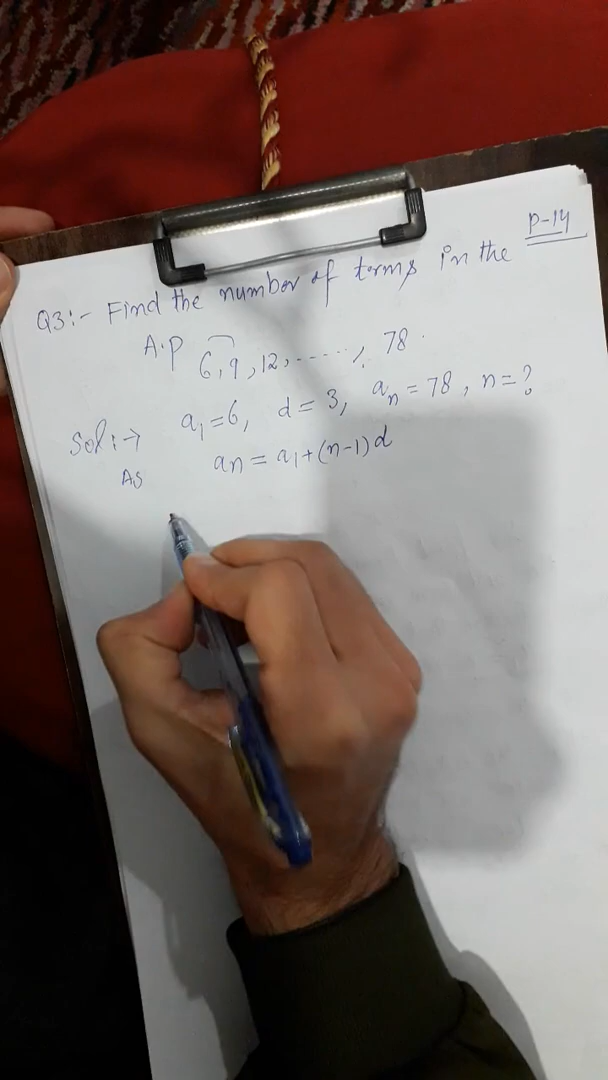 P-14
Q3:- Find the number of terms in the
A.P 6, 9, 12, ......, 78.
Sol:→ a₁=6, d=3, aₙ=78, n=?
As an = a₁+(n-1)d